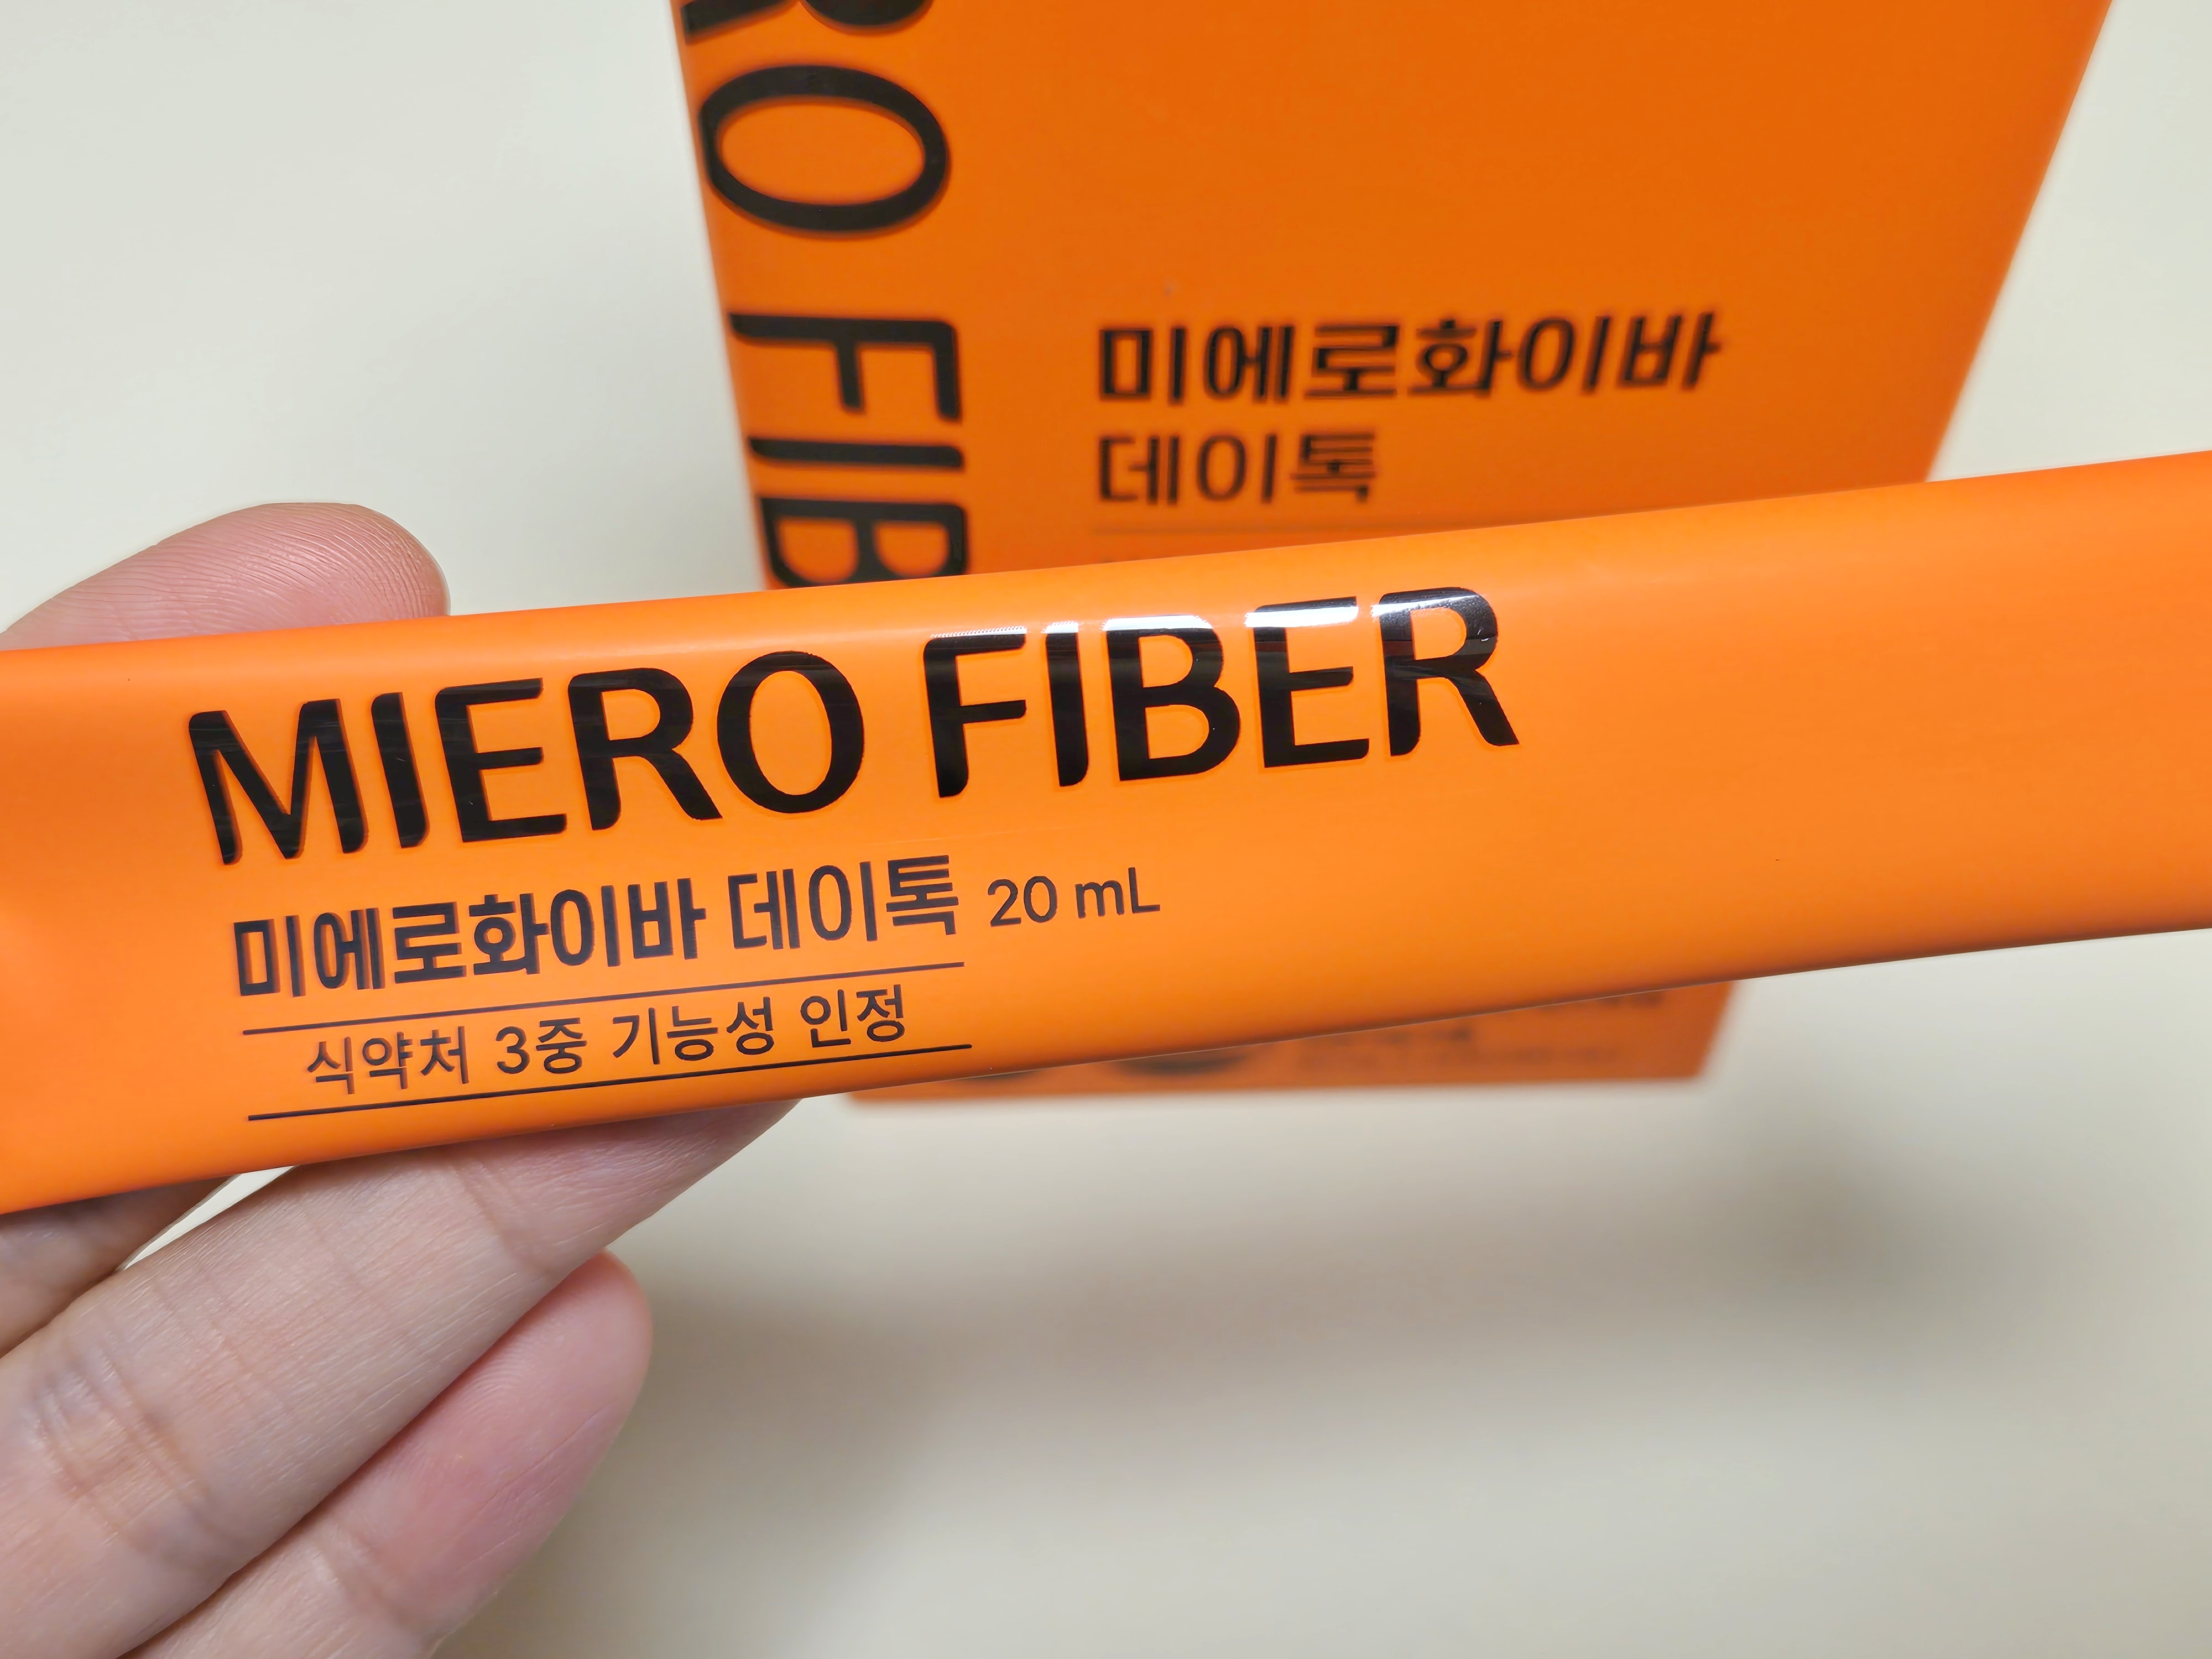 RO FIB
미에로화이바
데이톡
MIERO FIBER
미에로화이바 데이톡 20 mL
식약처 3중 기능성 인정